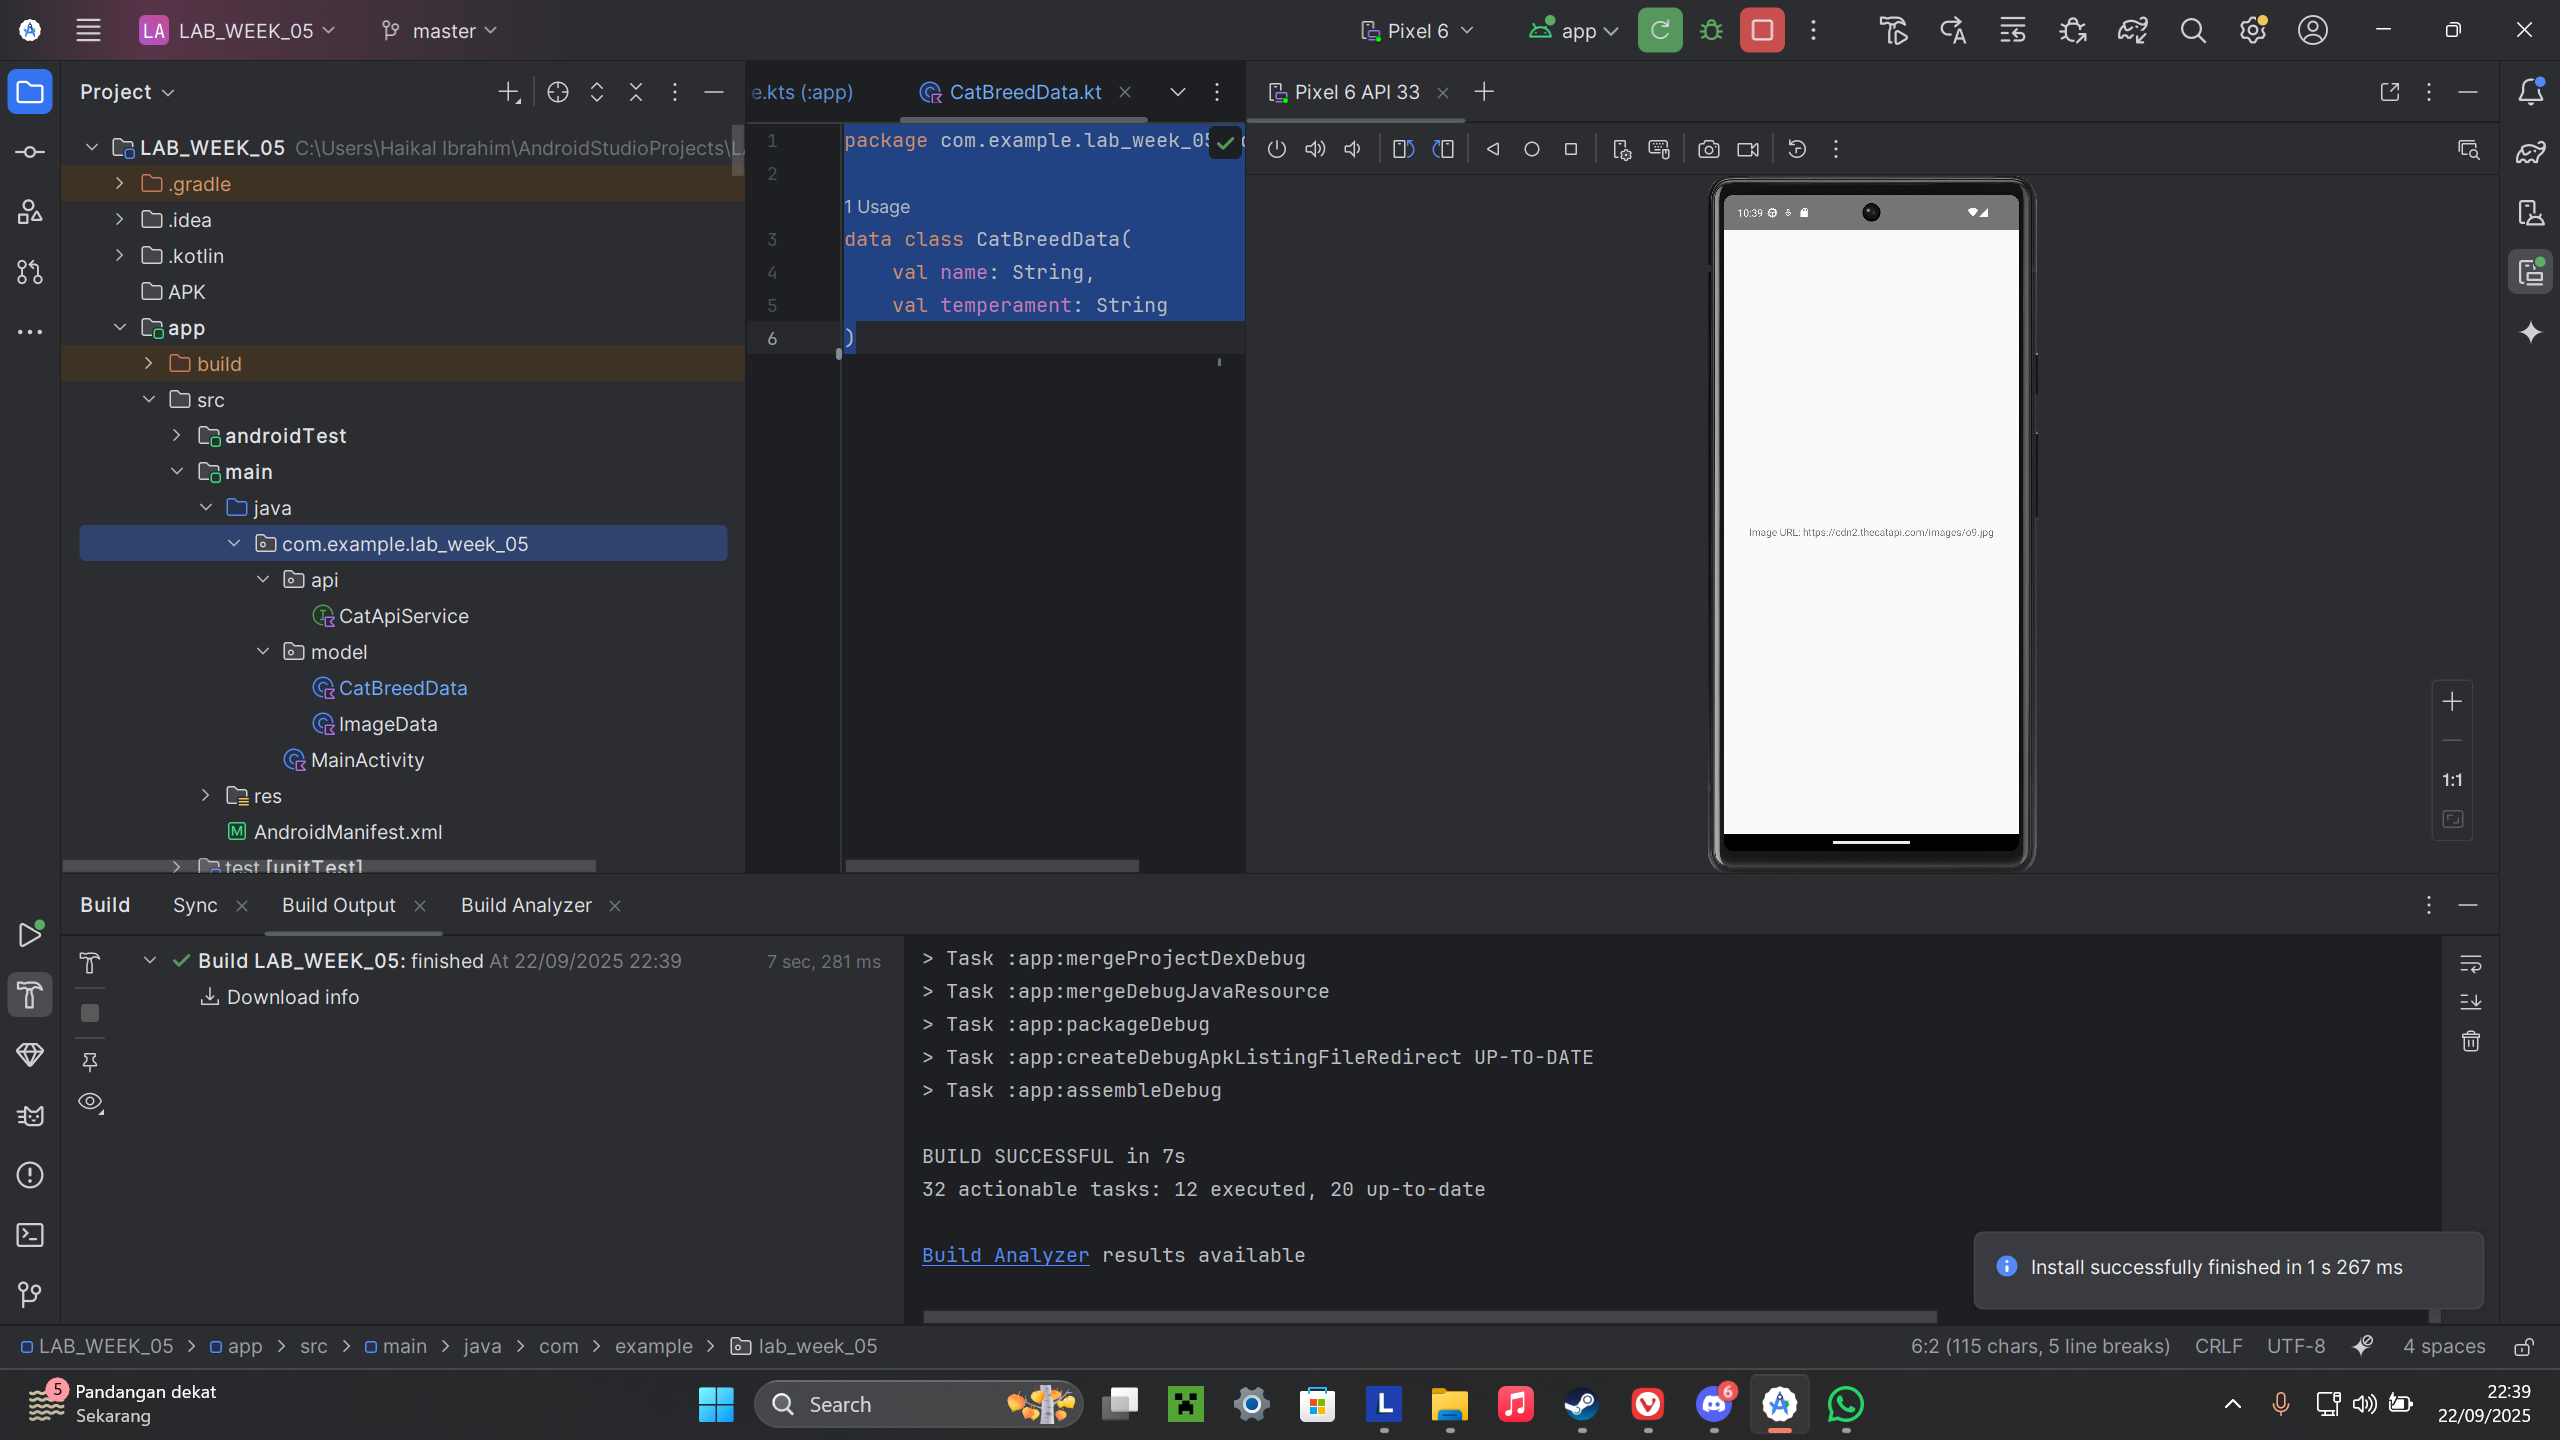 LA LAB_WEEK_05 master Pixel 6 app
Project
e.kts (:app) CatBreedData.kt
Pixel 6 API 33
LAB_WEEK_05 C:\Users\Haikal Ibrahim\AndroidStudioProjects\L
.gradle
.idea
.kotlin
APK
app
build
src
androidTest
main
java
com.example.lab_week_05
api
CatApiService
model
CatBreedData
ImageData
MainActivity
res
AndroidManifest.xml
test [unitTest]
1 package com.example.lab_week_05
2
1 Usage
3 data class CatBreedData(
4 val name: String,
5 val temperament: String
6 )
10:39
Image URL: https://cdn2.thecatapi.com/images/o9.jpg
1:1
Build Sync Build Output Build Analyzer
Build LAB_WEEK_05: finished At 22/09/2025 22:39 7 sec, 281 ms
Download info
> Task :app:mergeProjectDexDebug
> Task :app:mergeDebugJavaResource
> Task :app:packageDebug
> Task :app:createDebugApkListingFileRedirect UP-TO-DATE
> Task :app:assembleDebug
BUILD SUCCESSFUL in 7s
32 actionable tasks: 12 executed, 20 up-to-date
Build Analyzer results available
Install successfully finished in 1 s 267 ms
LAB_WEEK_05 > app > src > main > java > com > example > lab_week_05
6:2 (115 chars, 5 line breaks) CRLF UTF-8 4 spaces
5 Pandangan dekat
Sekarang
Search
L
6
22:39
22/09/2025